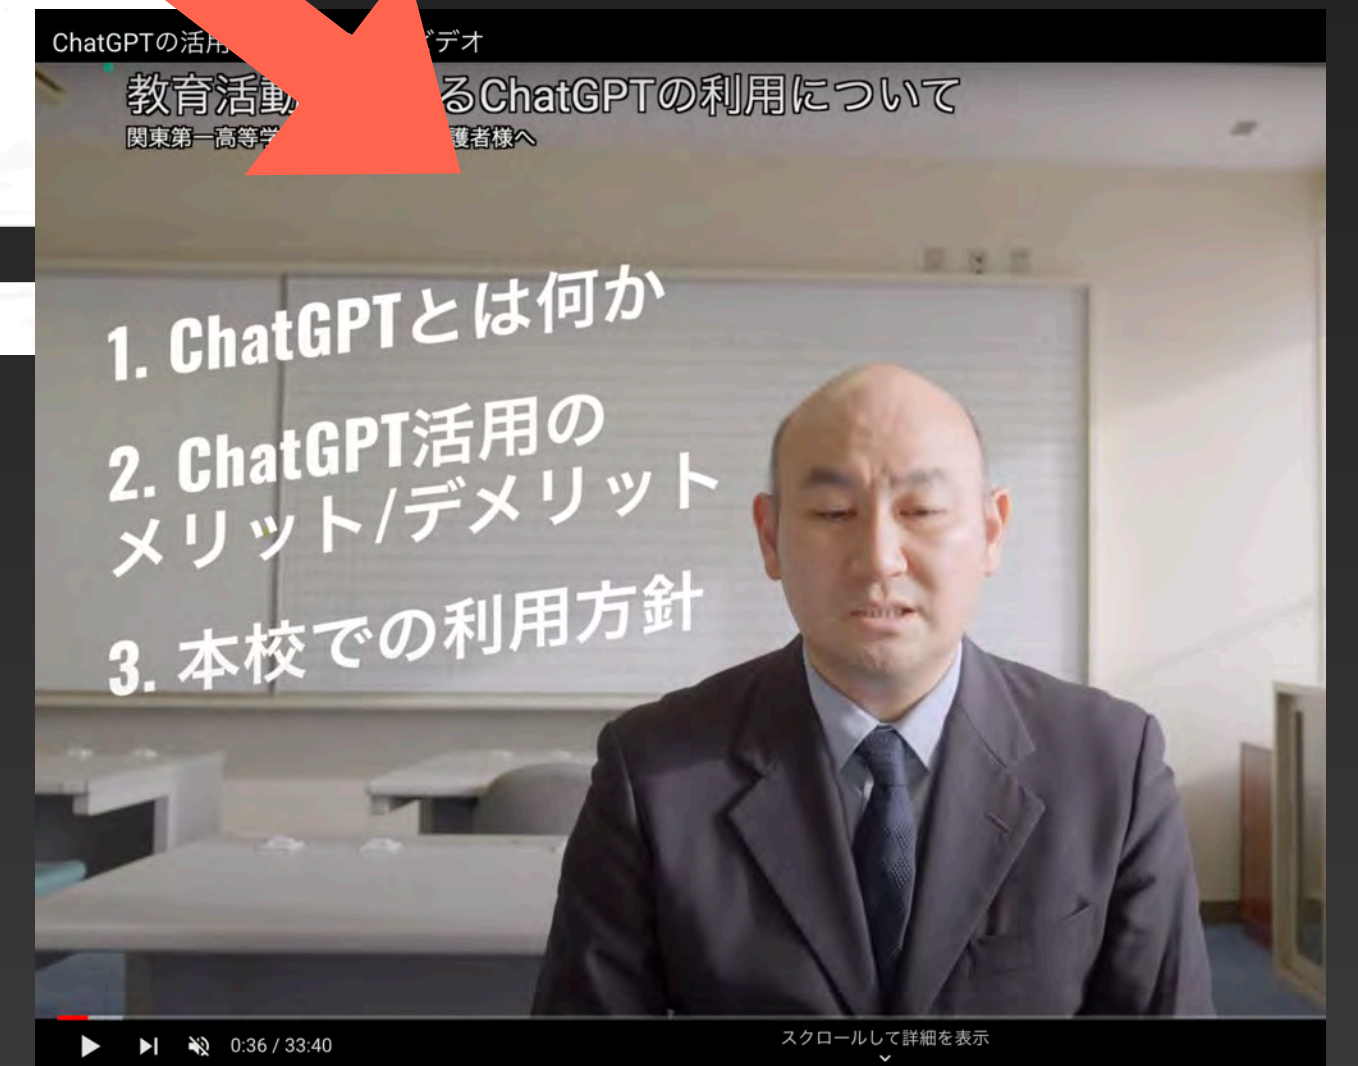 ChatGPTの活用 デオ
教育活動 るChatGPTの利用について
関東第一高等学 護者様へ
1. ChatGPTとは何か
2. ChatGPT活用の
メリット/デメリット
3. 本校での利用方針
0:36 / 33:40
スクロールして詳細を表示